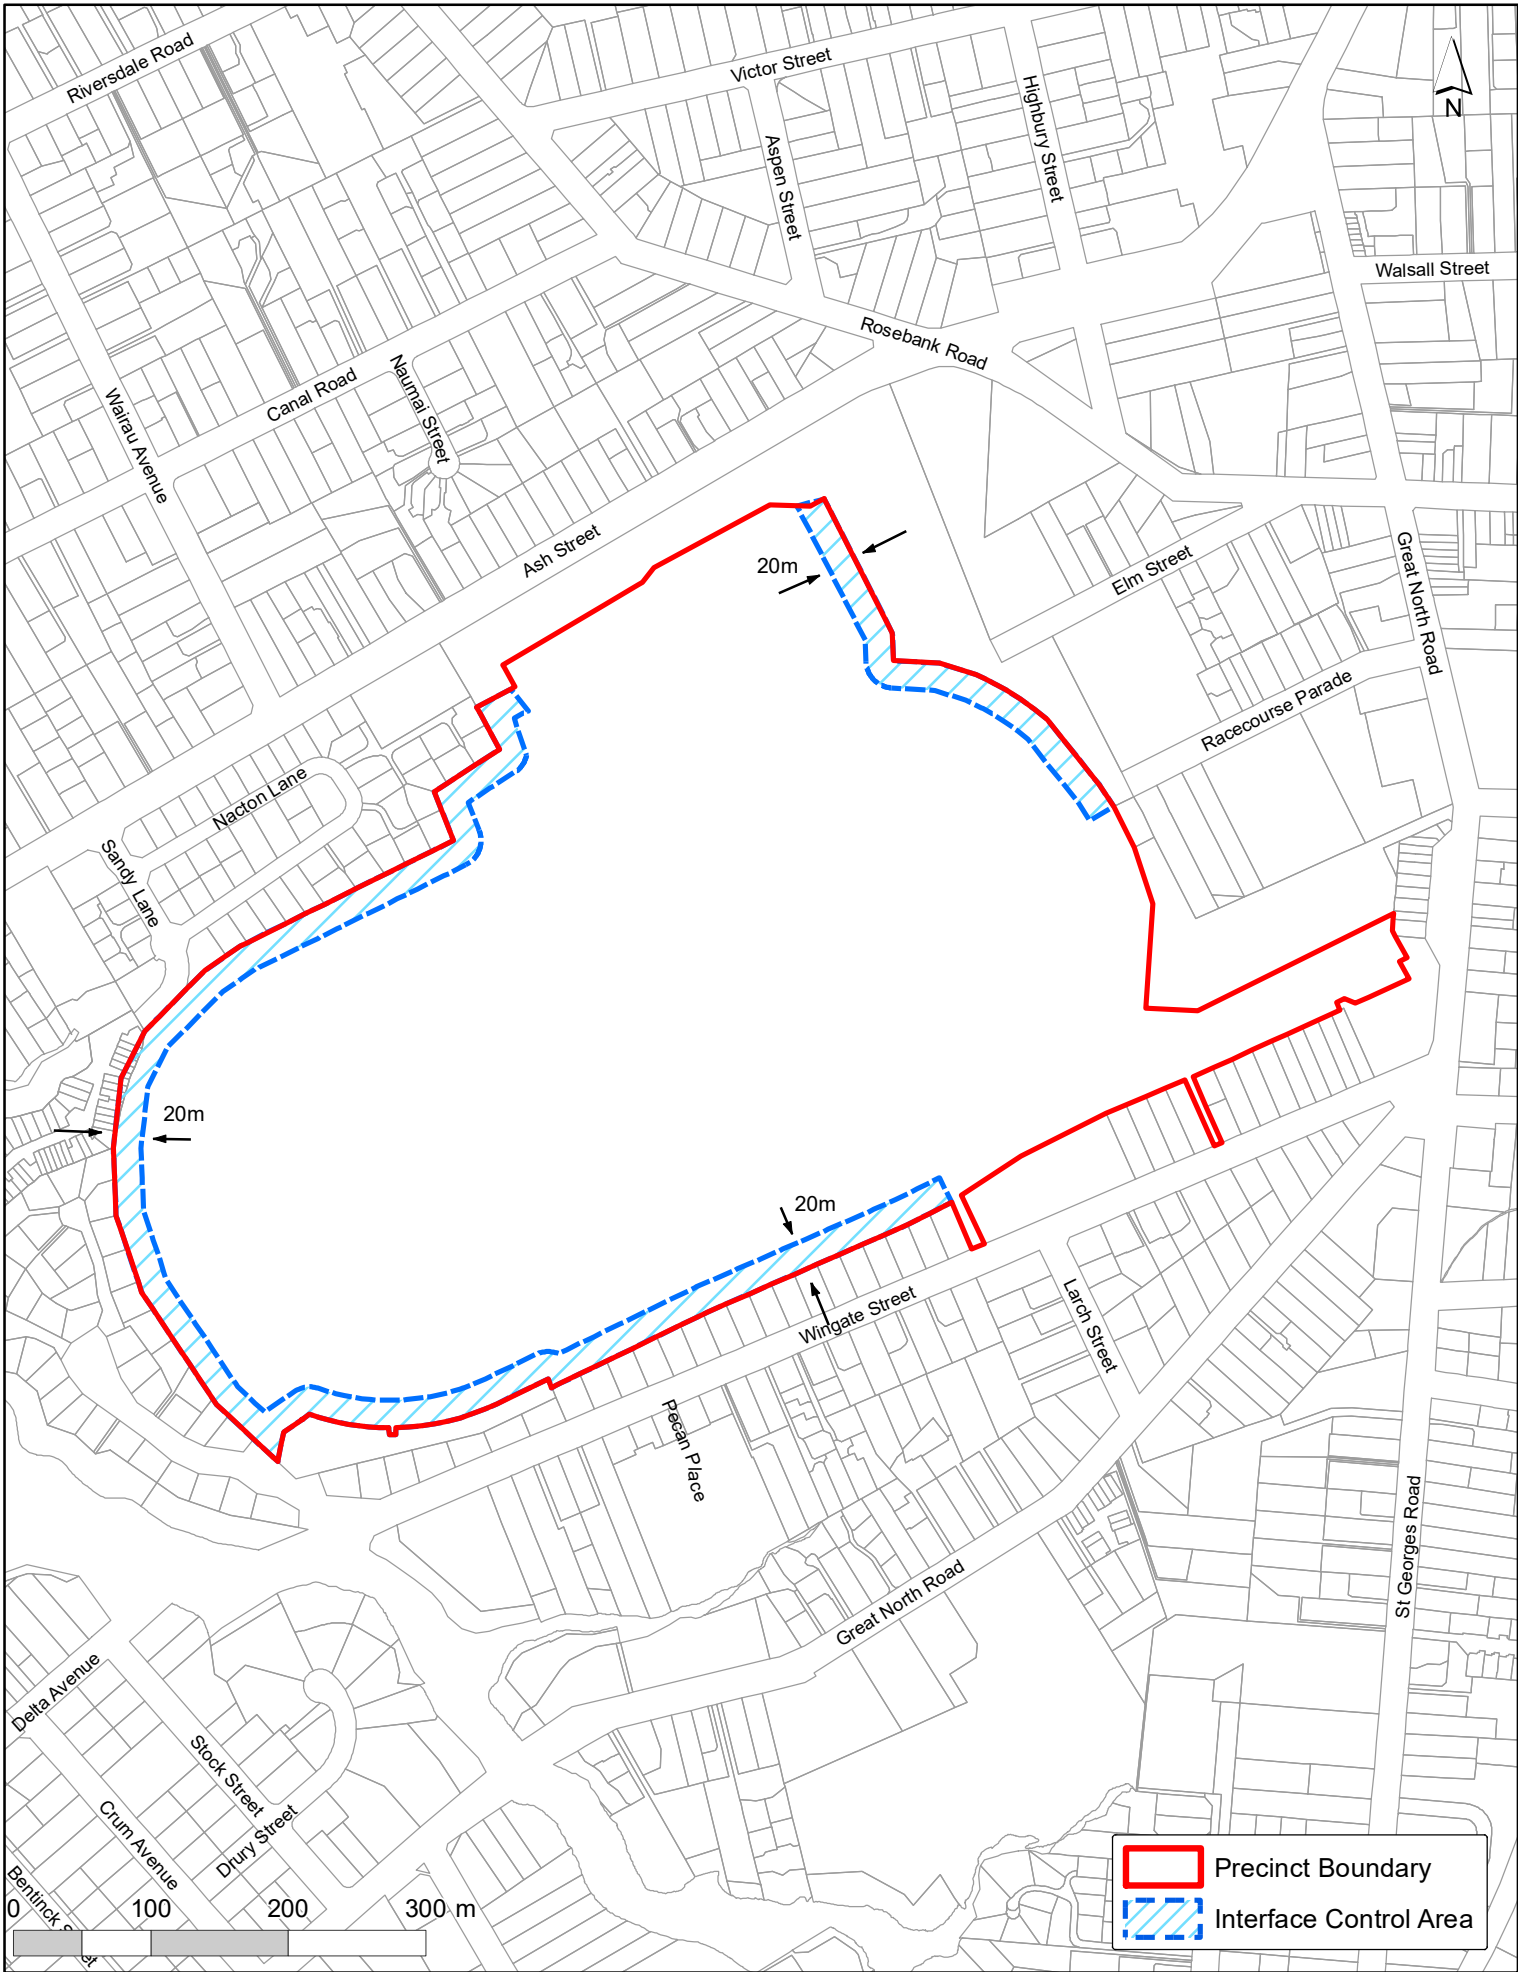 Riversdale Road
Victor Street
Highbury Street
N
Aspen Street
Walsall Street
Rosebank Road
Naumai Street
Canal Road
Wairau Avenue
Ash Street
20m
Elm Street
Great North Road
Racecourse Parade
Nacton Lane
Sandy Lane
20m
20m
Wingate Street
Larch Street
Pecan Place
St Georges Road
Great North Road
Delta Avenue
Stock Street
Crum Avenue
Drury Street
Bentinck
0 100 200 300 m
Precinct Boundary
Interface Control Area